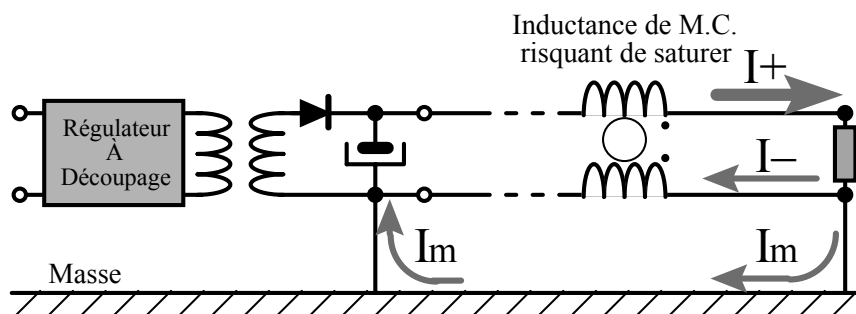 Inductance de M.C.
risquant de saturer
I+
Régulateur
À
Découpage
I−
Im
Im
Masse